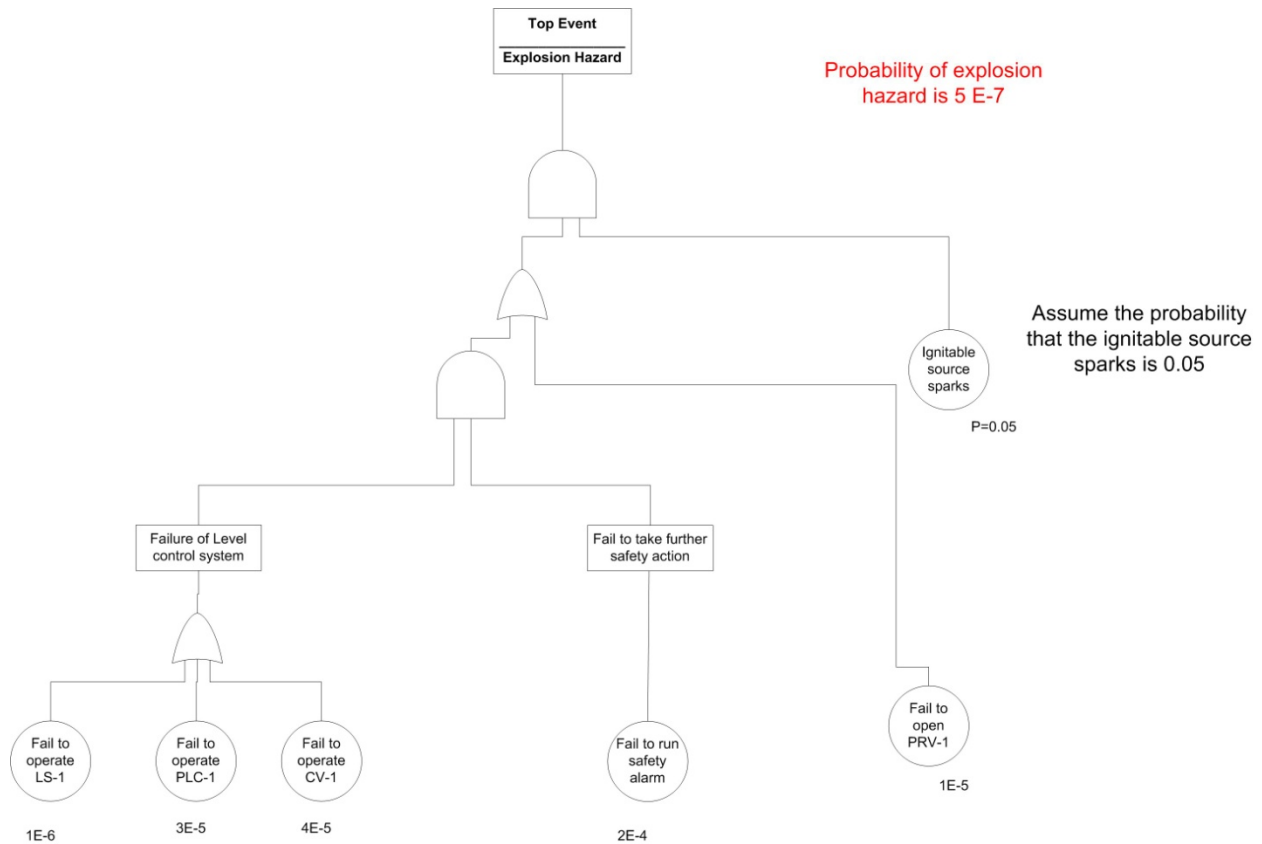 Top Event
Explosion Hazard
Probability of explosion
hazard is 5 E-7
Ignitable
source
sparks
Assume the probability
that the ignitable source
sparks is 0.05
P=0.05
Failure of Level
control system
Fail to take further
safety action
Fail to
operate
LS-1
Fail to
operate
PLC-1
Fail to
operate
CV-1
Fail to run
safety
alarm
Fail to
open
PRV-1
1E-6
3E-5
4E-5
2E-4
1E-5